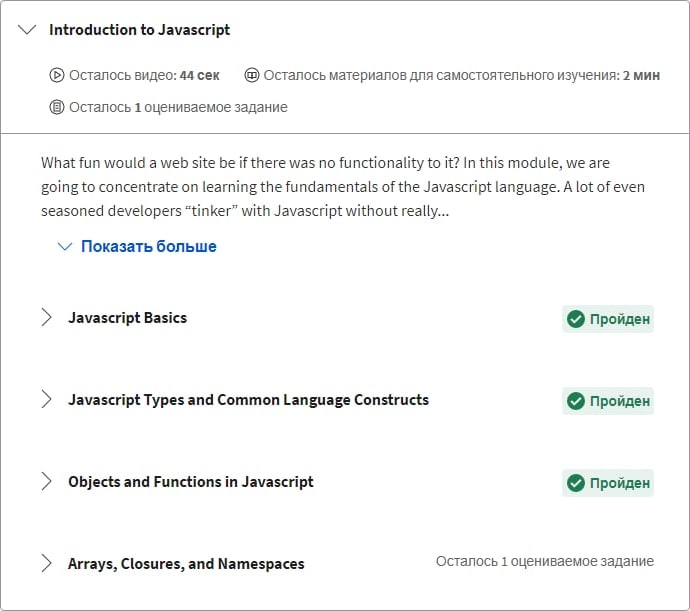 Introduction to Javascript
Осталось видео: 44 сек Осталось материалов для самостоятельного изучения: 2 мин
Осталось 1 оцениваемое задание
What fun would a web site be if there was no functionality to it? In this module, we are
going to concentrate on learning the fundamentals of the Javascript language. A lot of even
seasoned developers “tinker” with Javascript without really...
Показать больше
Javascript Basics Пройден
Javascript Types and Common Language Constructs Пройден
Objects and Functions in Javascript Пройден
Arrays, Closures, and Namespaces Осталось 1 оцениваемое задание